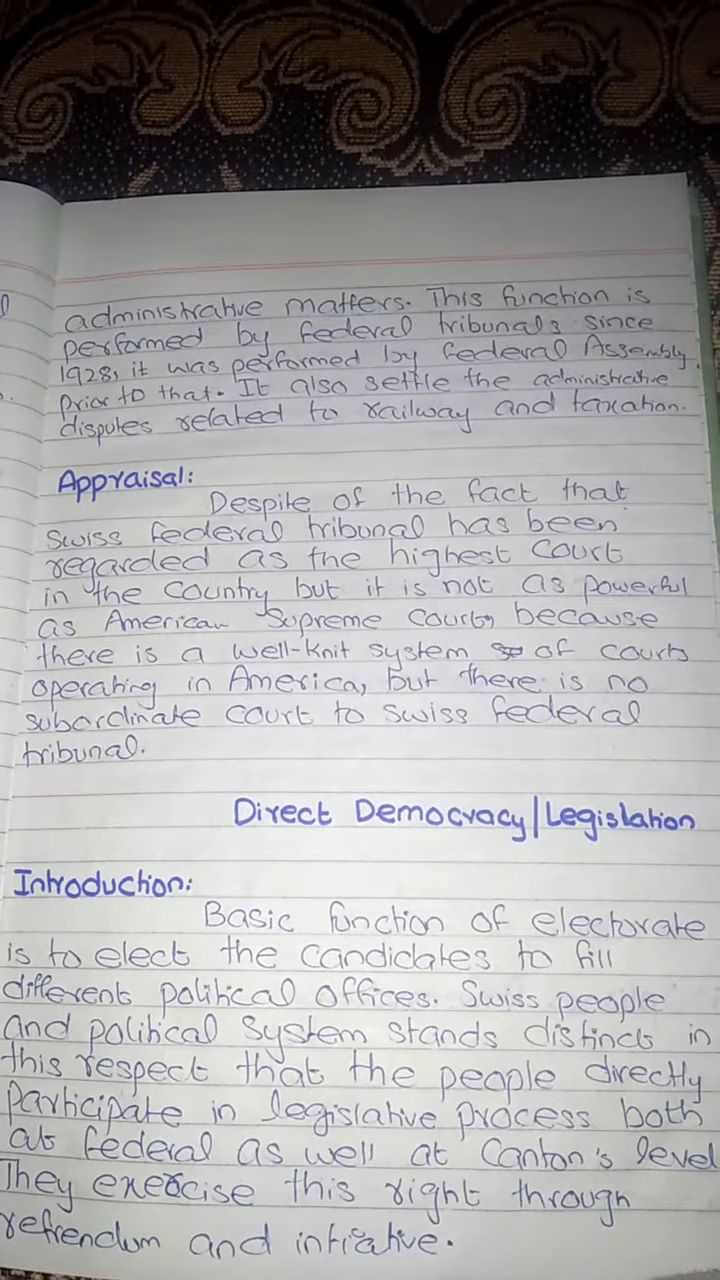 administrative matters. This function is
performed by federal tribunals since
1928, it was performed by federal Assembly.
Prior to that. It also settle the administrative
disputes related to railway and taxation.
Appraisal:
Despite of the fact that
swiss federal tribunal has been
regarded as the highest court
in the country but it is not as powerful
as American Supreme court, because
there is a well-knit system of courts
operating in America, but there is no
subordinate court to swiss federal
tribunal.
Direct Democracy/Legislation
Introduction:
Basic function of electorate
is to elect the candidates to fill
different political offices. Swiss people
and political system stands distinct in
this respect that the people directly
participate in legislative process both
at federal as well at Canton's level
They exercise this right through
refrendum and intiative.